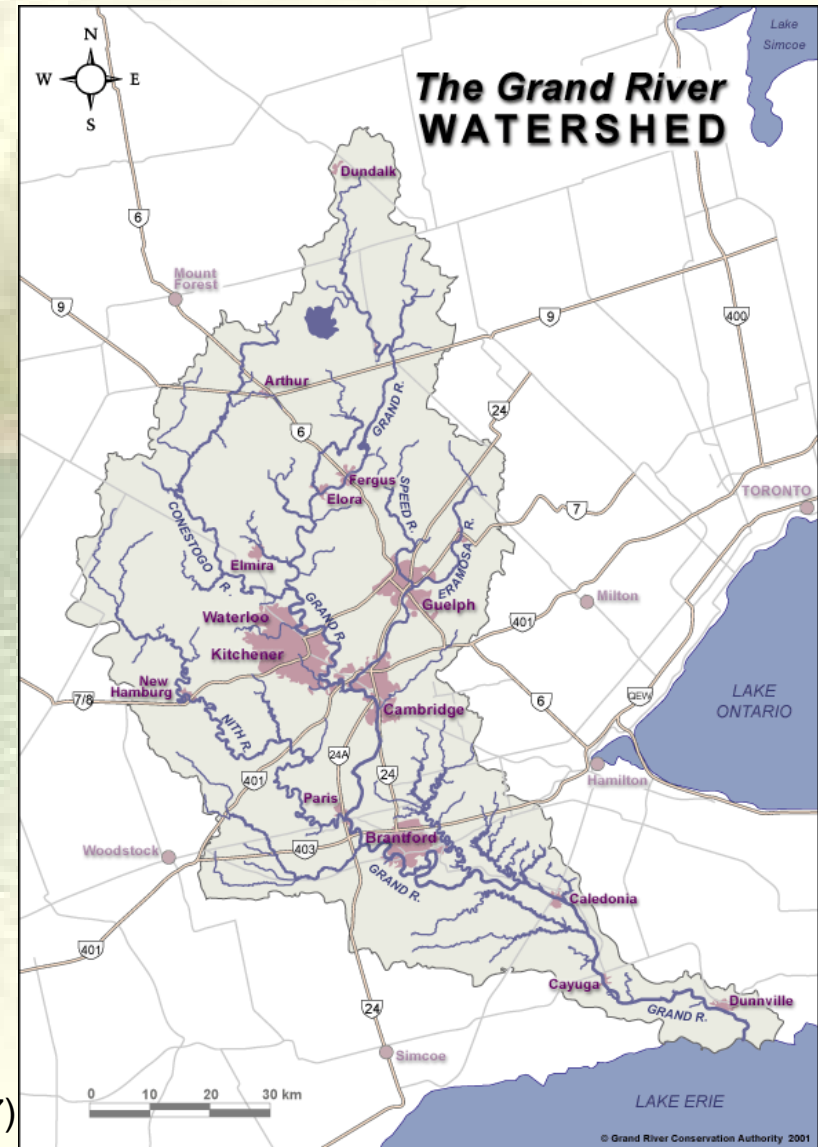 N
W E
S
Lake
Simcoe
The Grand River
WATERSHED
Dundalk
6
Mount
Forest
9
9
400
Arthur
24
6
GRAND R.
Fergus
Elora
SPEED R.
7
TORONTO
CONESTOGO R.
ERAMOSA R.
Elmira
GRAND R.
Guelph
Milton
Waterloo
401
Kitchener
New
Hamburg
7/8
6
QEW
LAKE
ONTARIO
Cambridge
NITH R.
24A
24
401
Hamilton
Paris
Brantford
Woodstock
403
GRAND R.
Caledonia
401
Cayuga
Dunnville
24
GRAND R.
Simcoe
0 10 20 30 km
LAKE ERIE
7)
© Grand River Conservation Authority 2001